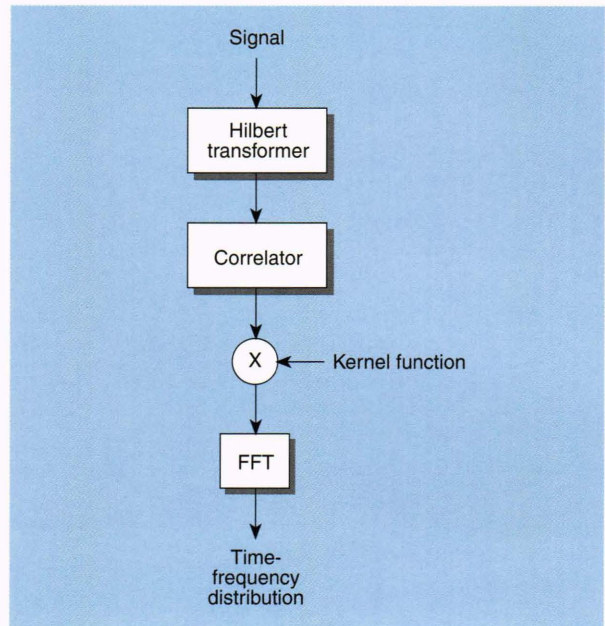 Signal
Hilbert
transformer
Correlator
X
Kernel function
FFT
Time-
frequency
distribution